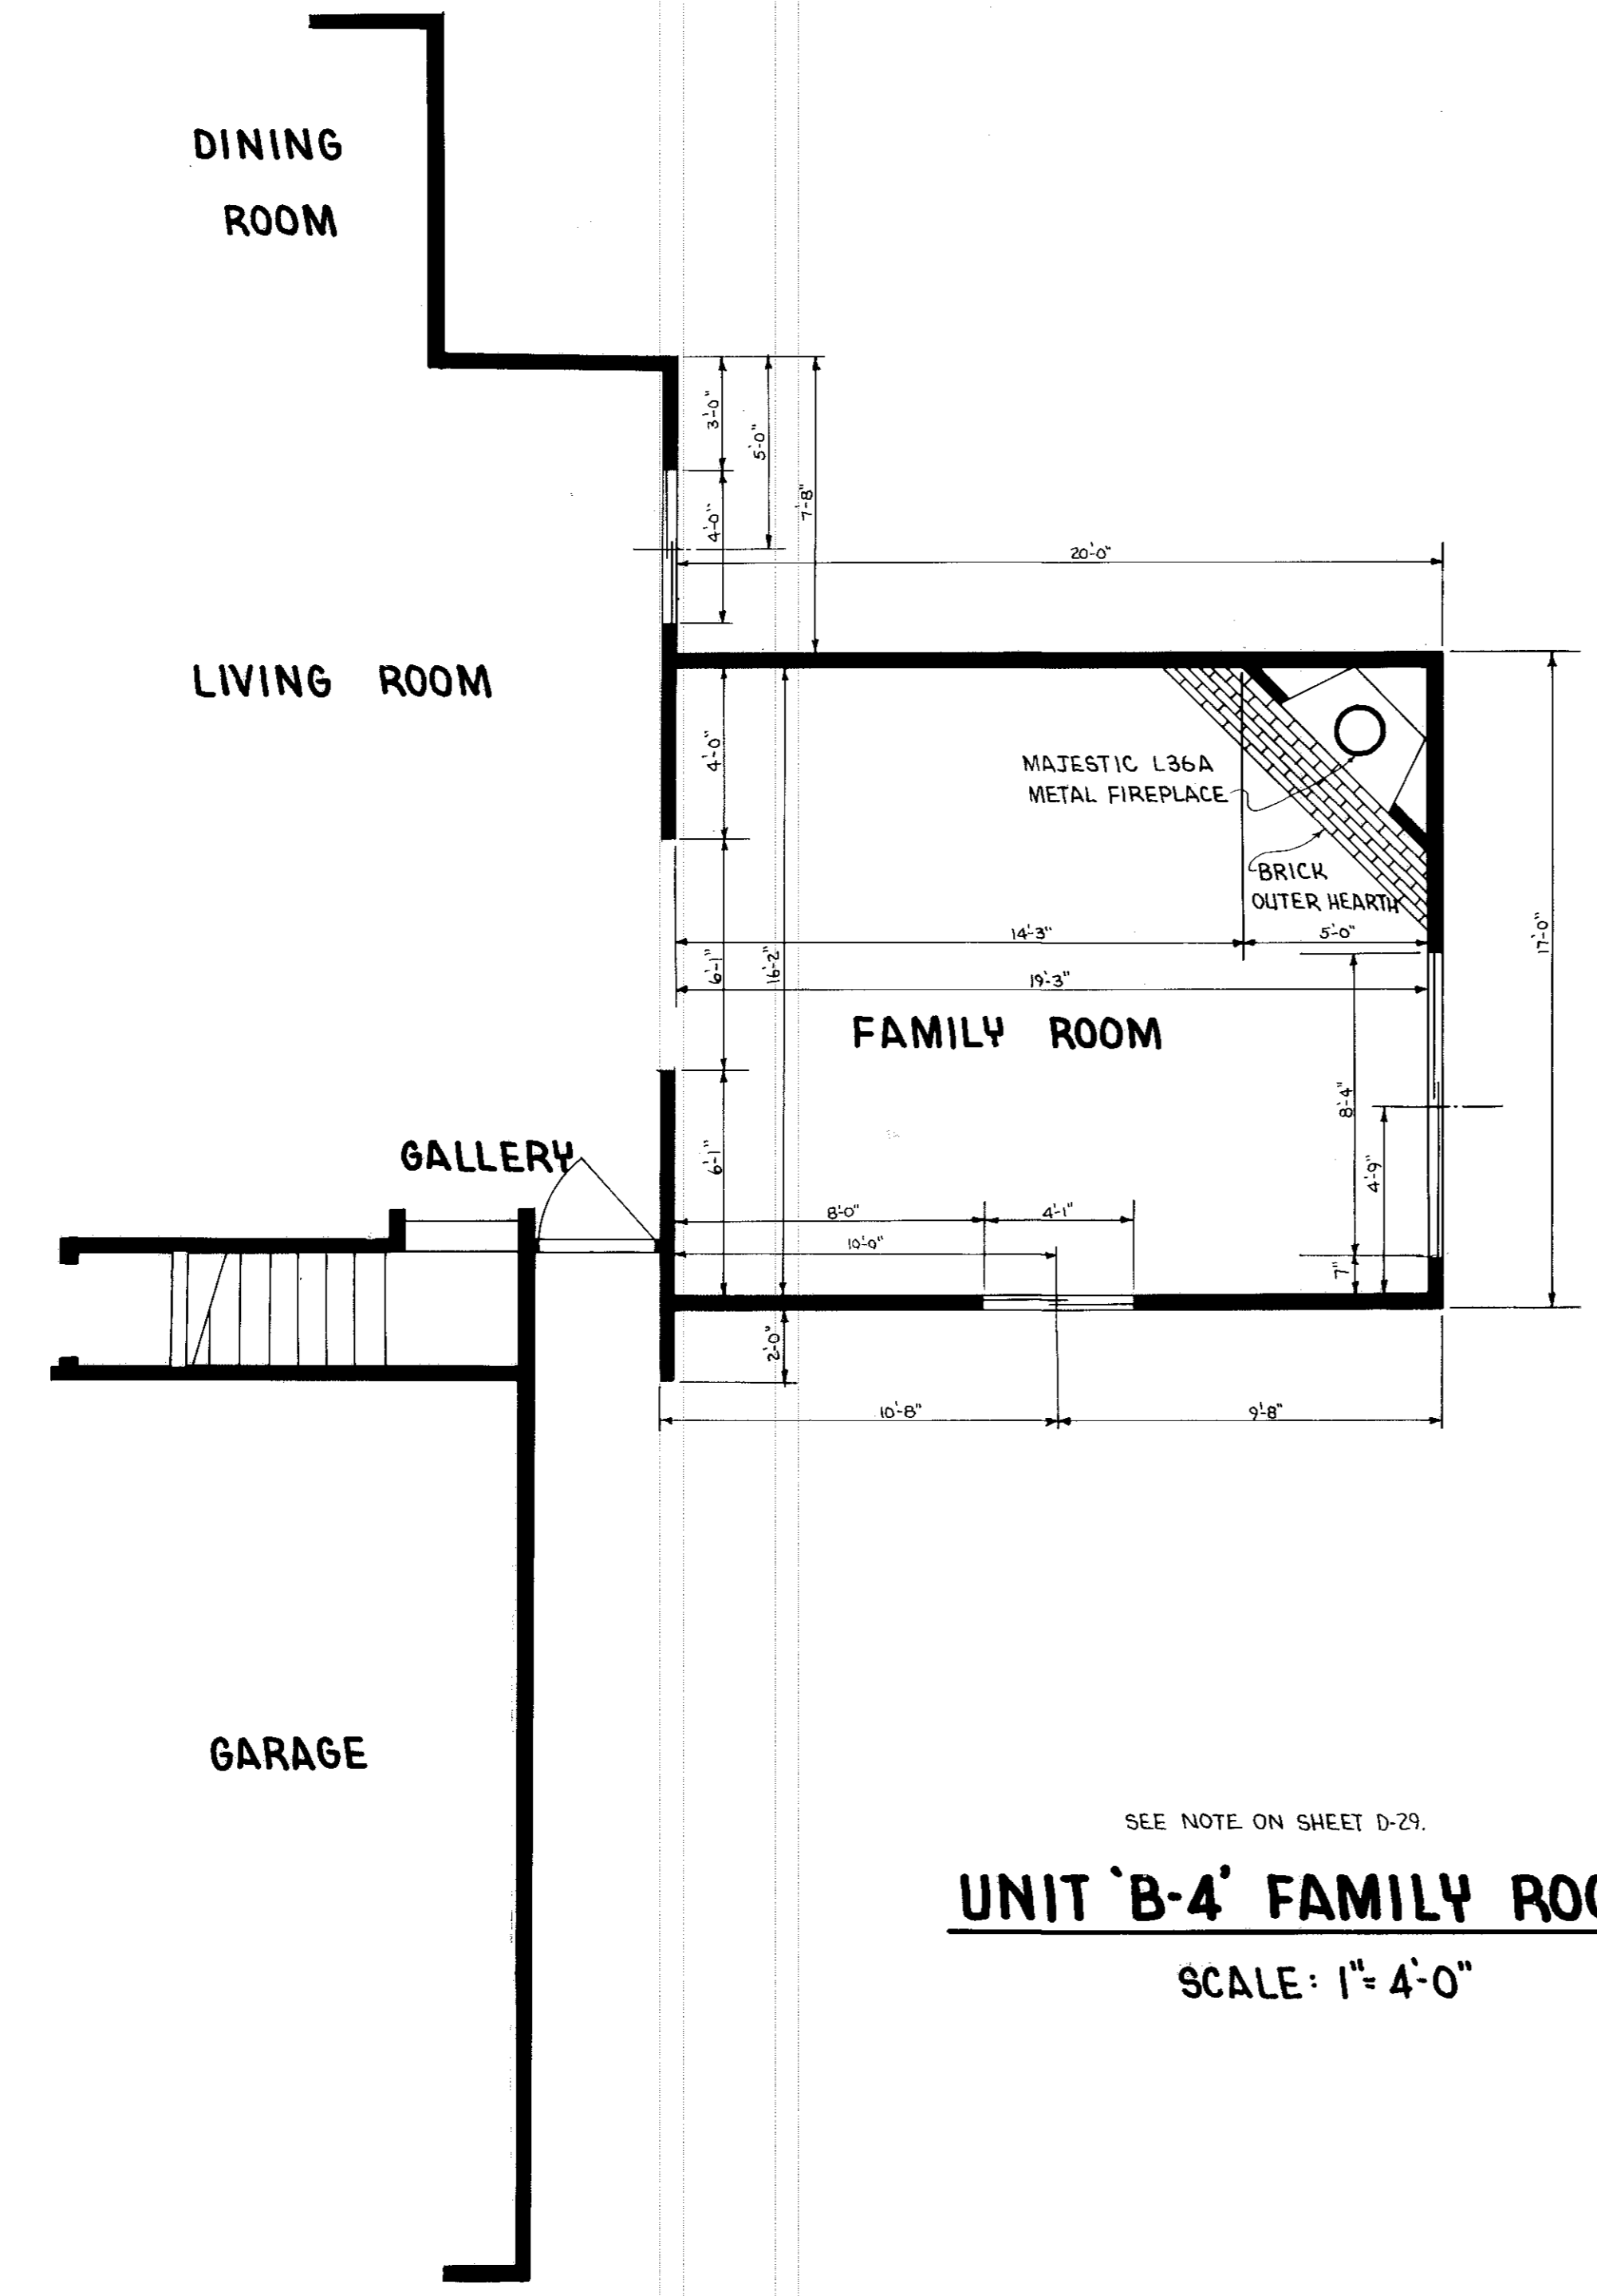 DINING
ROOM
3'-0"
5'-0"
4'-0"
7'-8"
20'-0"
LIVING ROOM
4'-0"
MAJESTIC L36A
METAL FIREPLACE
BRICK
OUTER HEARTH
14'-3"
5'-0"
17'-0"
6'-1"
16'-2"
19'-3"
FAMILY ROOM
8'-4"
GALLERY
6'-1"
4'-9"
8'-0"
4'-1"
10'-0"
7"
2'-0"
10'-8"
9'-8"
GARAGE
SEE NOTE ON SHEET D-29.
UNIT 'B-4' FAMILY ROO
SCALE: 1"= 4'-0"